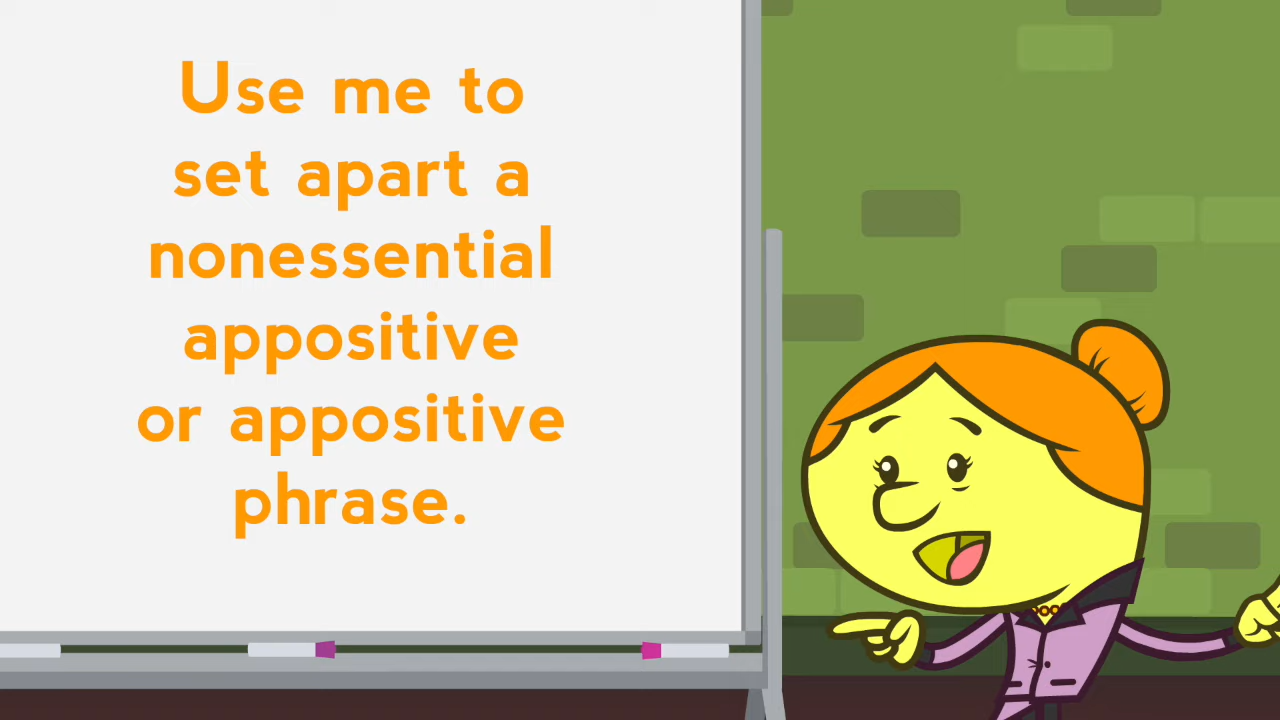 Use me to
set apart a
nonessential
appositive
or appositive
phrase.